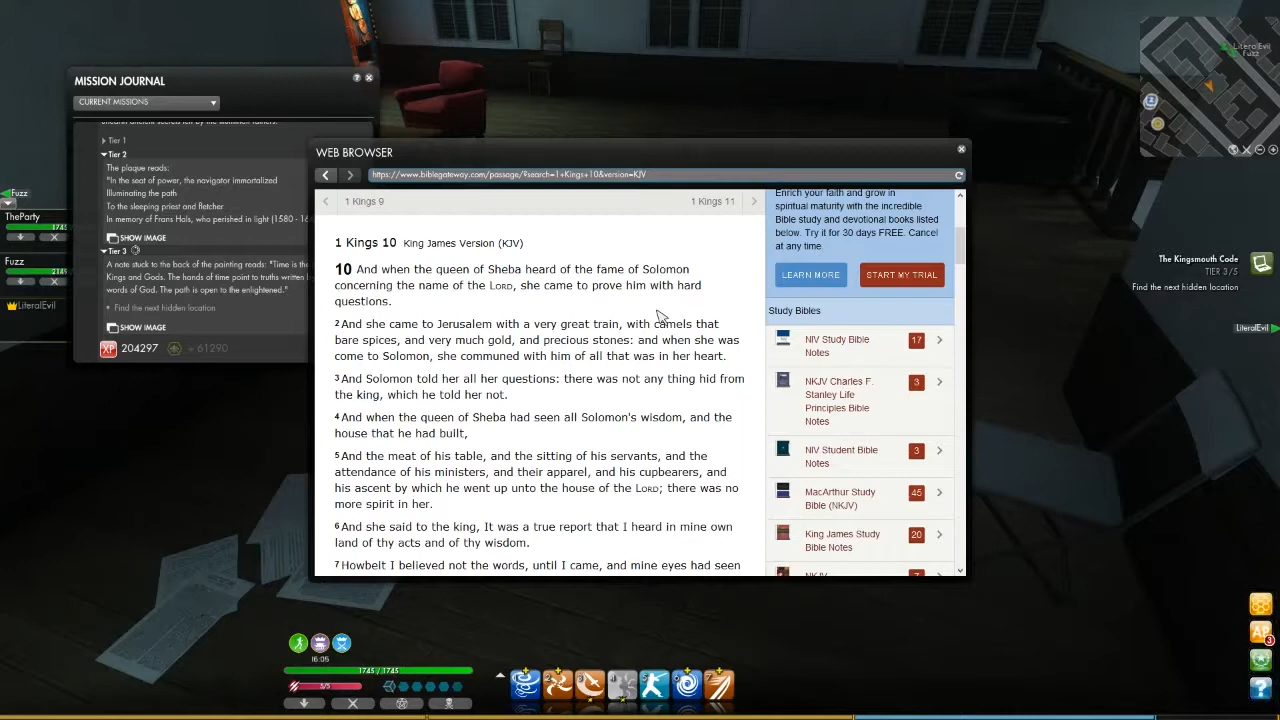 MISSION JOURNAL
CURRENT MISSIONS
Tier 1
Tier 2
The plaque reads:
"In the seat of power, the navigator immortalized
Illuminating the path
To the sleeping priest and fletcher
In memory of Frans Hals, who perished in light (1580 - 16
SHOW IMAGE
Tier 3
A note stuck to the back of the painting reads: "Time is the
Kings and Gods. The hands of time point to truths written b
words of God. The path is open to the enlightened."
Find the next hidden location
SHOW IMAGE
XP 204297
61290
Fuzz
TheParty
1745
Fuzz
LiteralEvil
WEB BROWSER
https://www.biblegateway.com/passage/?search=1+Kings+10&version=KJV
1 Kings 9
1 Kings 11
1 Kings 10 King James Version (KJV)
10 And when the queen of Sheba heard of the fame of Solomon
concerning the name of the LORD, she came to prove him with hard
questions.
2 And she came to Jerusalem with a very great train, with camels that
bare spices, and very much gold, and precious stones: and when she was
come to Solomon, she communed with him of all that was in her heart.
3 And Solomon told her all her questions: there was not any thing hid from
the king, which he told her not.
4 And when the queen of Sheba had seen all Solomon's wisdom, and the
house that he had built,
5 And the meat of his table, and the sitting of his servants, and the
attendance of his ministers, and their apparel, and his cupbearers, and
his ascent by which he went up unto the house of the LORD; there was no
more spirit in her.
6 And she said to the king, It was a true report that I heard in mine own
land of thy acts and of thy wisdom.
7 Howbeit I believed not the words, until I came, and mine eyes had seen
Enrich your faith and grow in
spiritual maturity with the incredible
Bible study and devotional books listed
below. Try it for 30 days FREE. Cancel
at any time.
LEARN MORE
START MY TRIAL
Study Bibles
NIV Study Bible
Notes
17
NKJV Charles F.
Stanley Life
Principles Bible
Notes
3
NIV Student Bible
Notes
3
MacArthur Study
Bible (NKJV)
45
King James Study
Bible Notes
20
LiteralEvil
Fuzz
The Kingsmouth Code
TIER 3/5
Find the next hidden location
LiteralEvil
AP
3
16:05
1745 / 1745
5/5